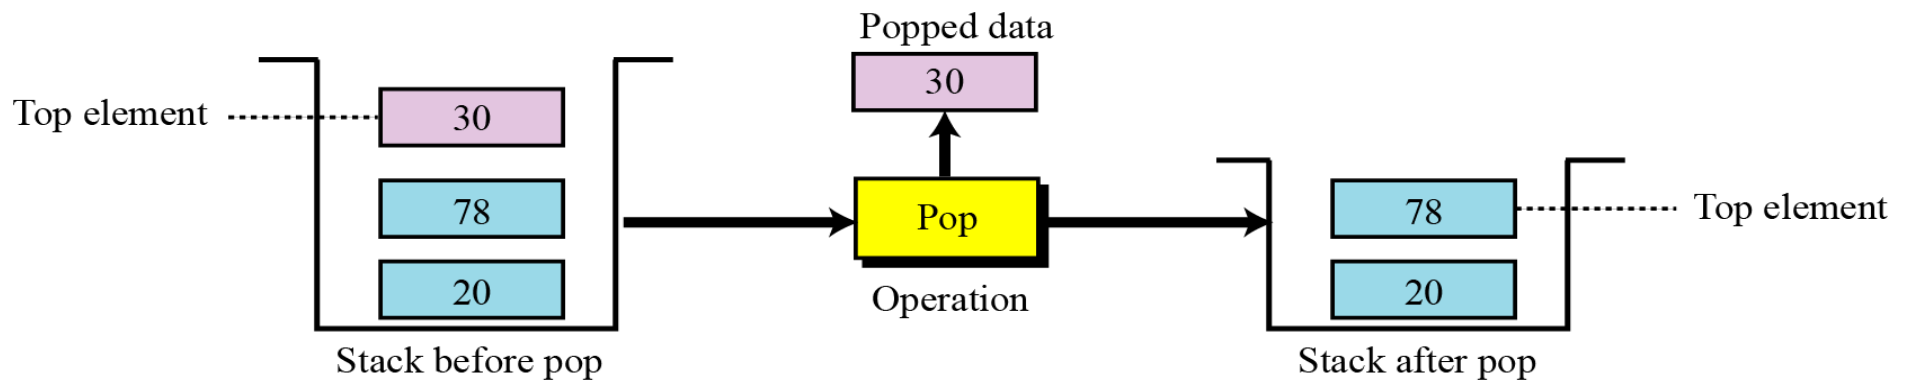 Popped data
30
Top element
30
78
20
Stack before pop
Pop
Operation
78
Top element
20
Stack after pop